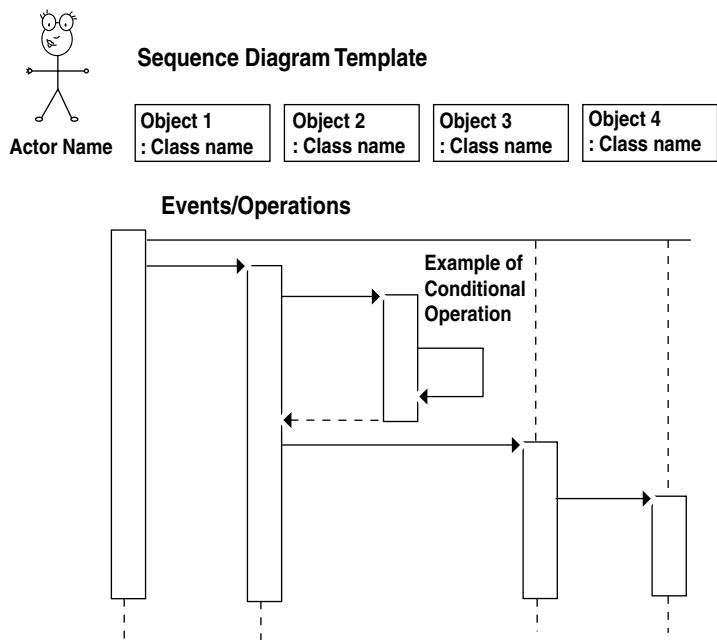 Sequence Diagram Template
Actor Name
Object 1
: Class name
Object 2
: Class name
Object 3
: Class name
Object 4
: Class name
Events/Operations
Example of
Conditional
Operation